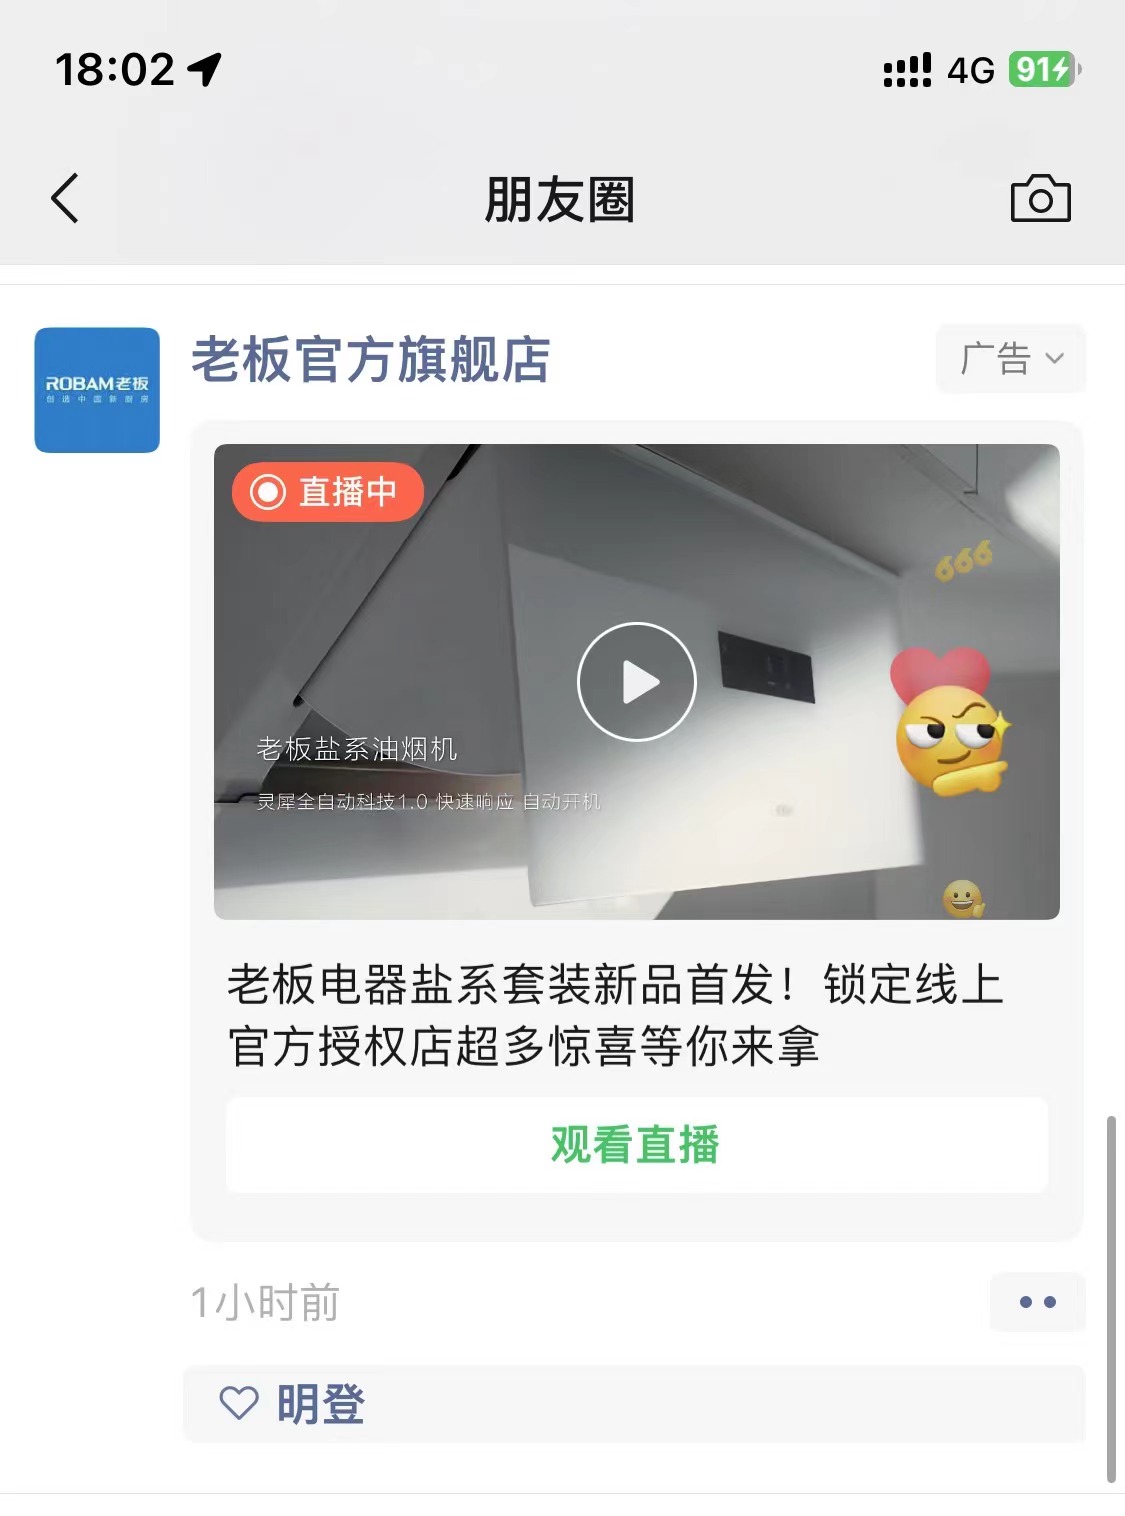 18:02
4G
91
朋友圈
ROBAM老板
创造中国新厨房
老板官方旗舰店
广告
直播中
666
老板盐系油烟机
灵犀全自动科技1.0 快速响应 自动开机
老板电器盐系套装新品首发！锁定线上
官方授权店超多惊喜等你来拿
观看直播
1小时前
明登